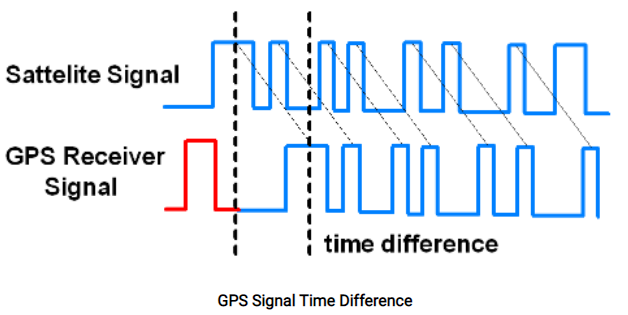 Sattelite Signal
GPS Receiver
Signal
time difference
GPS Signal Time Difference